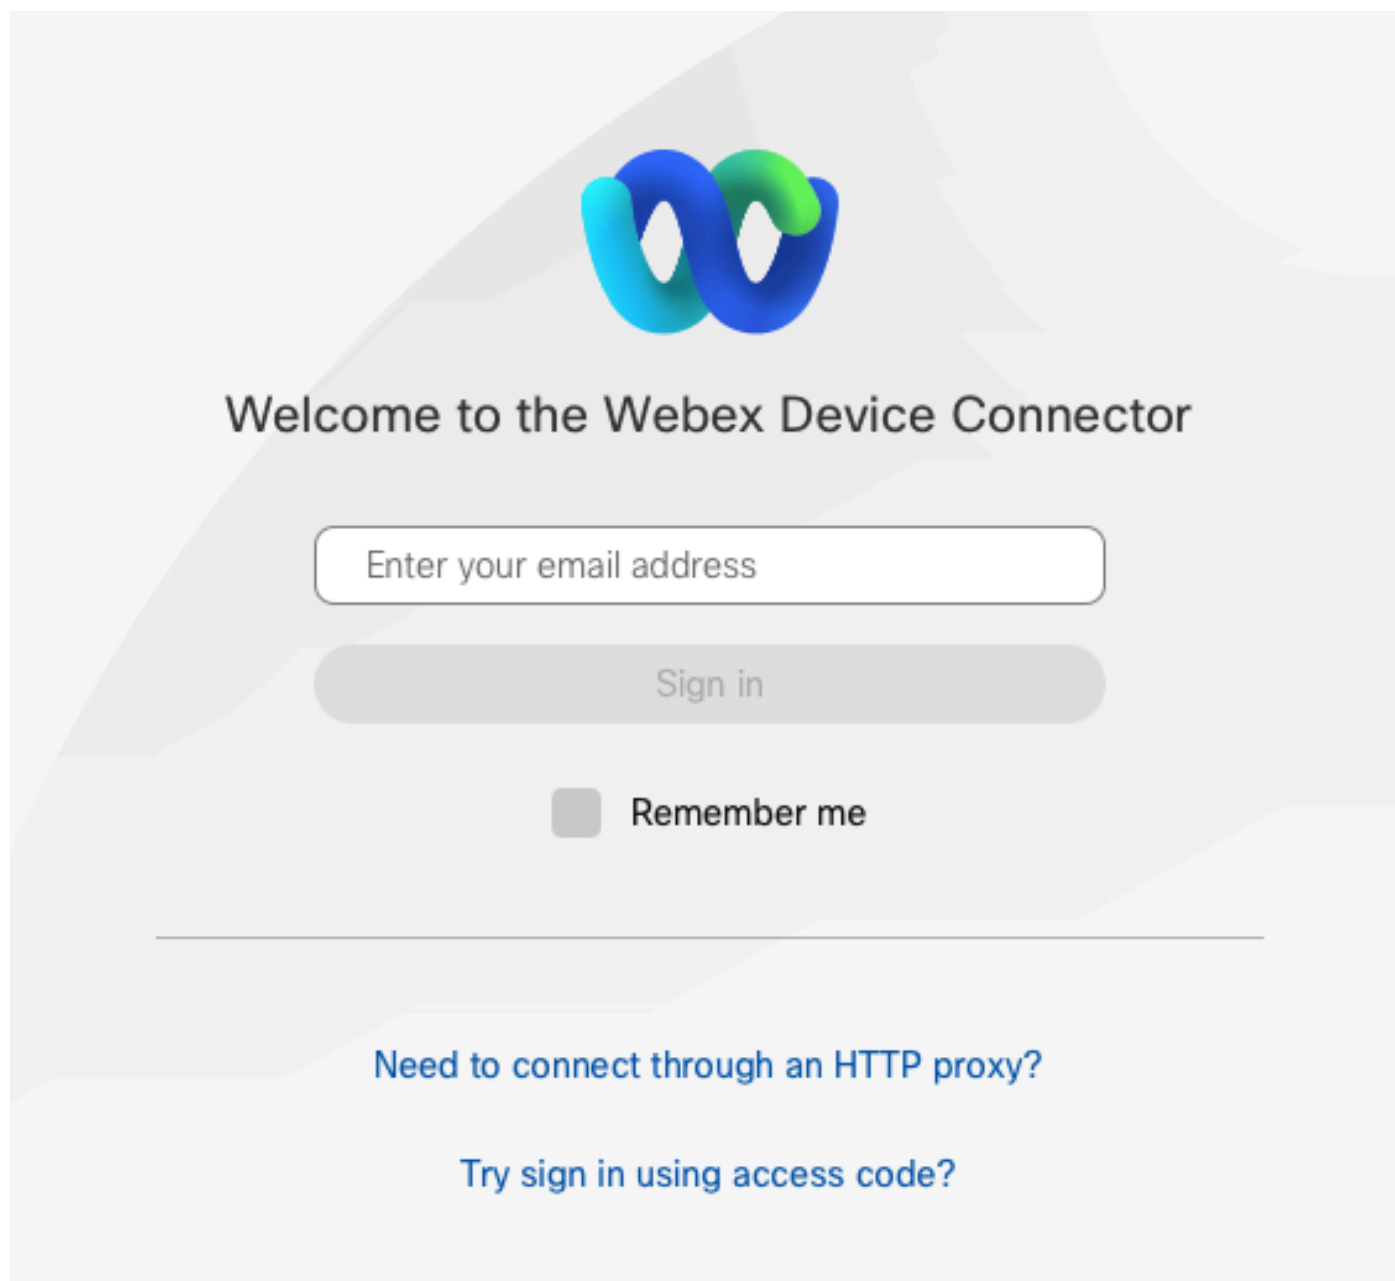 Welcome to the Webex Device Connector
Enter your email address
Sign in
Remember me
Need to connect through an HTTP proxy?
Try sign in using access code?